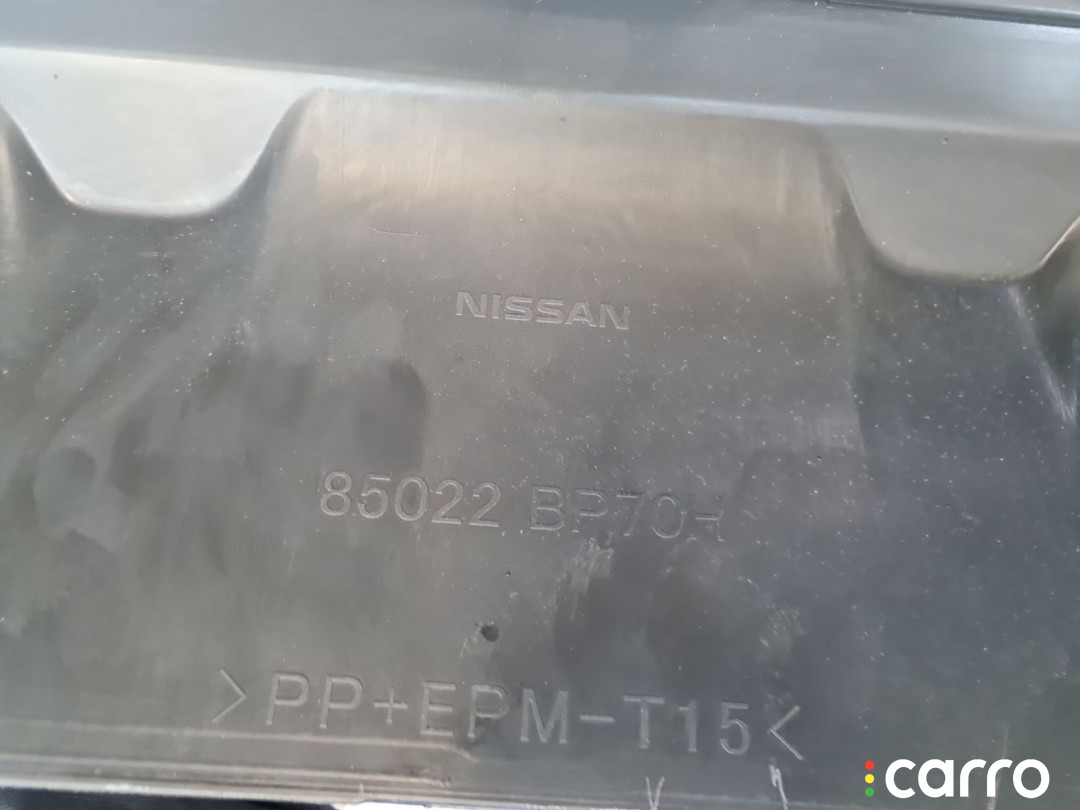 NISSAN
85022 BP70H
>PP+EPM-T15<
carro